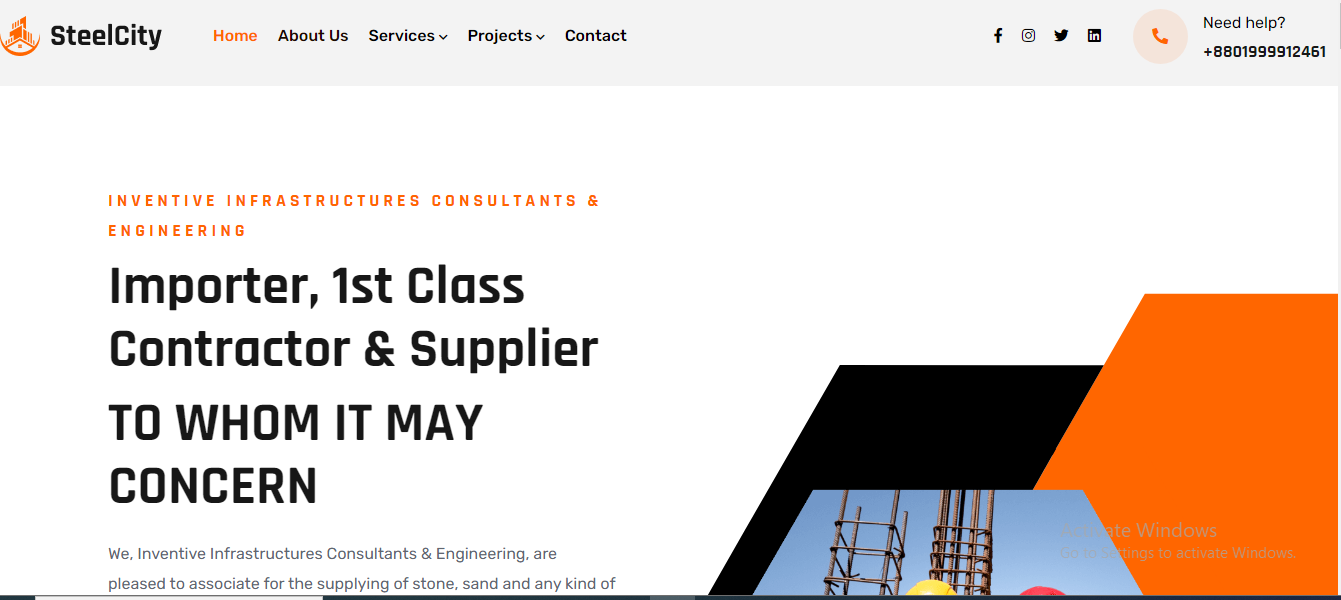 SteelCity
Home About Us Services Projects Contact
Need help?
+8801999912461
INVENTIVE INFRASTRUCTURES CONSULTANTS &
ENGINEERING
Importer, 1st Class
Contractor & Supplier
TO WHOM IT MAY
CONCERN
We, Inventive Infrastructures Consultants & Engineering, are
pleased to associate for the supplying of stone, sand and any kind of
Activate Windows
Go to Settings to activate Windows.